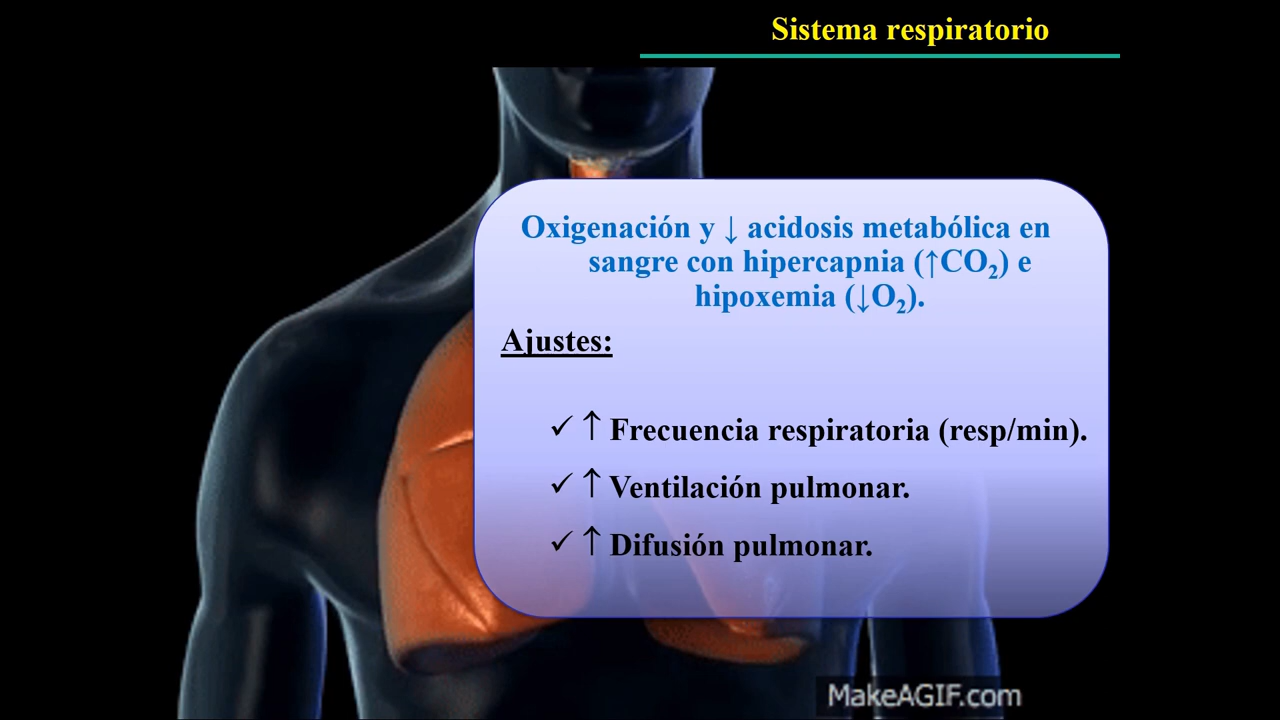 Sistema respiratorio
Oxigenación y ↓ acidosis metabólica en
sangre con hipercapnia (↑CO₂) e
hipoxemia (↓O₂).
Ajustes:
✓ ↑ Frecuencia respiratoria (resp/min).
✓ ↑ Ventilación pulmonar.
✓ ↑ Difusión pulmonar.
MakeAGIF.com